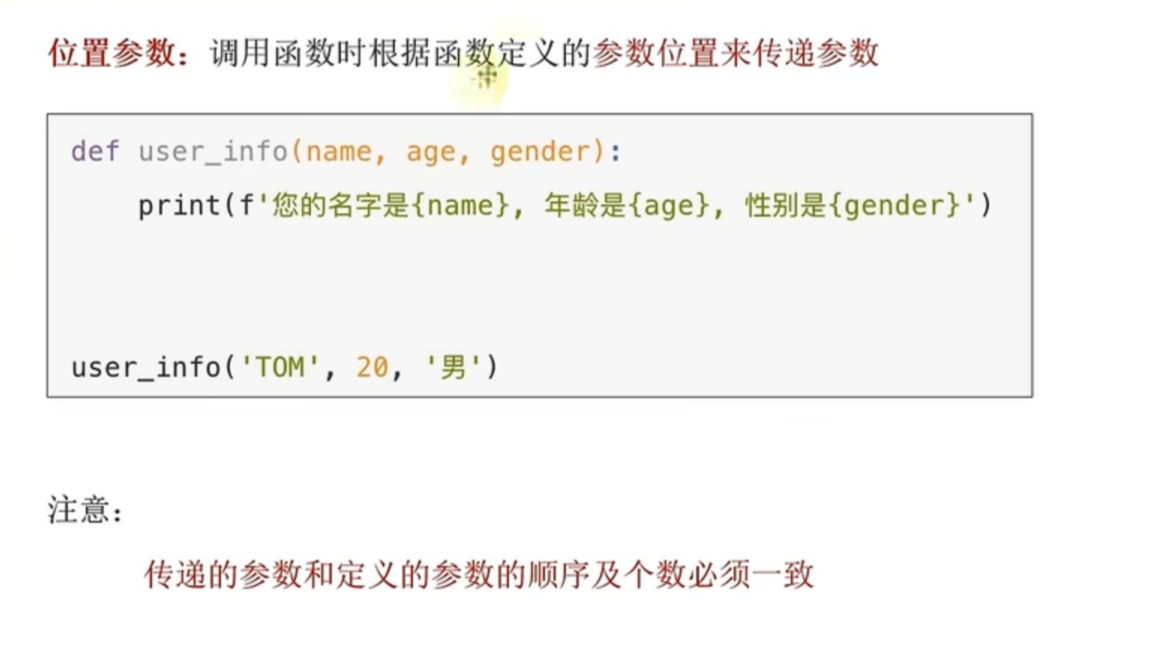 位置参数：调用函数时根据函数定义的参数位置来传递参数
def user_info(name, age, gender):
    print(f'您的名字是{name}, 年龄是{age}, 性别是{gender}')
user_info('TOM', 20, '男')
注意：
传递的参数和定义的参数的顺序及个数必须一致